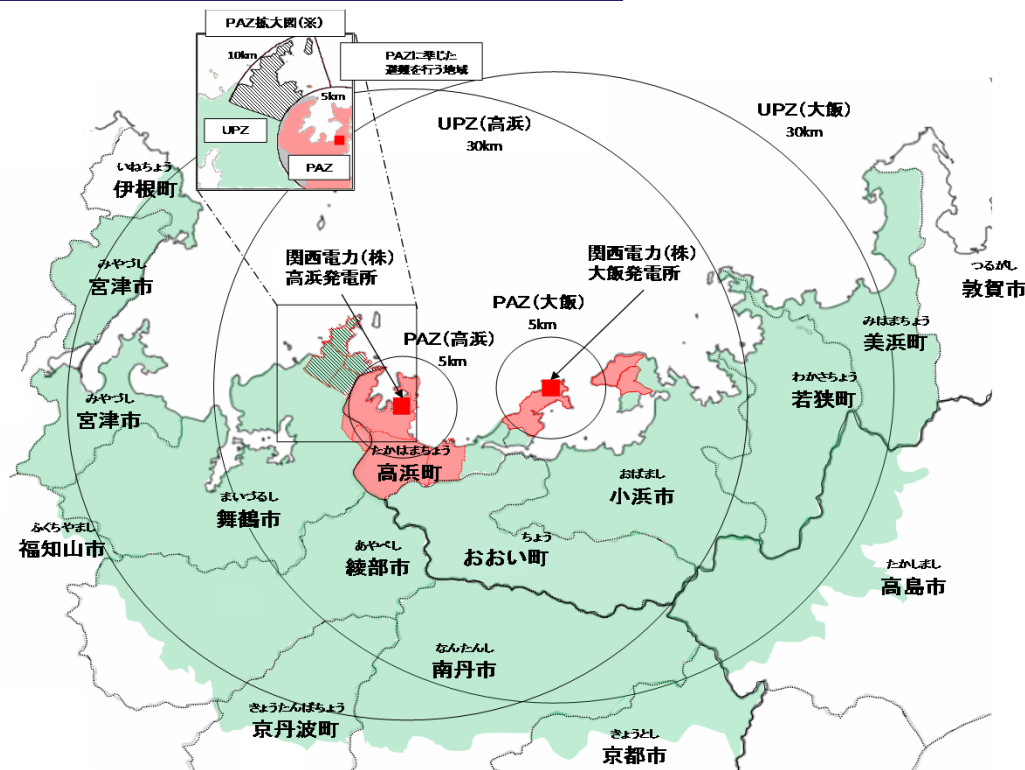 PAZ拡大図(※)
10km
PAZに準じた
避難を行う地域
5km
UPZ
PAZ
UPZ(高浜)
30km
UPZ(大飯)
30km
いねちょう
伊根町
みやづし
宮津市
関西電力(株)
高浜発電所
関西電力(株)
大飯発電所
つるがし
敦賀市
PAZ(大飯)
5km
PAZ(高浜)
5km
みはまちょう
美浜町
わかさちょう
若狭町
みやづし
宮津市
たかはまちょう
高浜町
おばまし
小浜市
まいづるし
舞鶴市
ふくちやまし
福知山市
あやべし
綾部市
ちょう
おおい町
たかしまし
高島市
なんたんし
南丹市
きょうたんばちょう
京丹波町
きょうとし
京都市